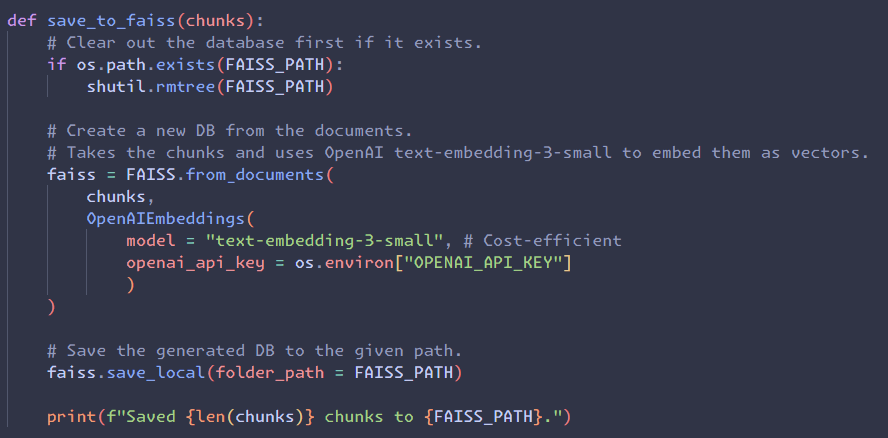 def save_to_faiss(chunks):
    # Clear out the database first if it exists.
    if os.path.exists(FAISS_PATH):
        shutil.rmtree(FAISS_PATH)
    # Create a new DB from the documents.
    # Takes the chunks and uses OpenAI text-embedding-3-small to embed them as vectors.
    faiss = FAISS.from_documents(
        chunks,
        OpenAIEmbeddings(
            model = "text-embedding-3-small", # Cost-efficient
            openai_api_key = os.environ["OPENAI_API_KEY"]
            )
    )
    # Save the generated DB to the given path.
    faiss.save_local(folder_path = FAISS_PATH)
    print(f"Saved {len(chunks)} chunks to {FAISS_PATH}.")